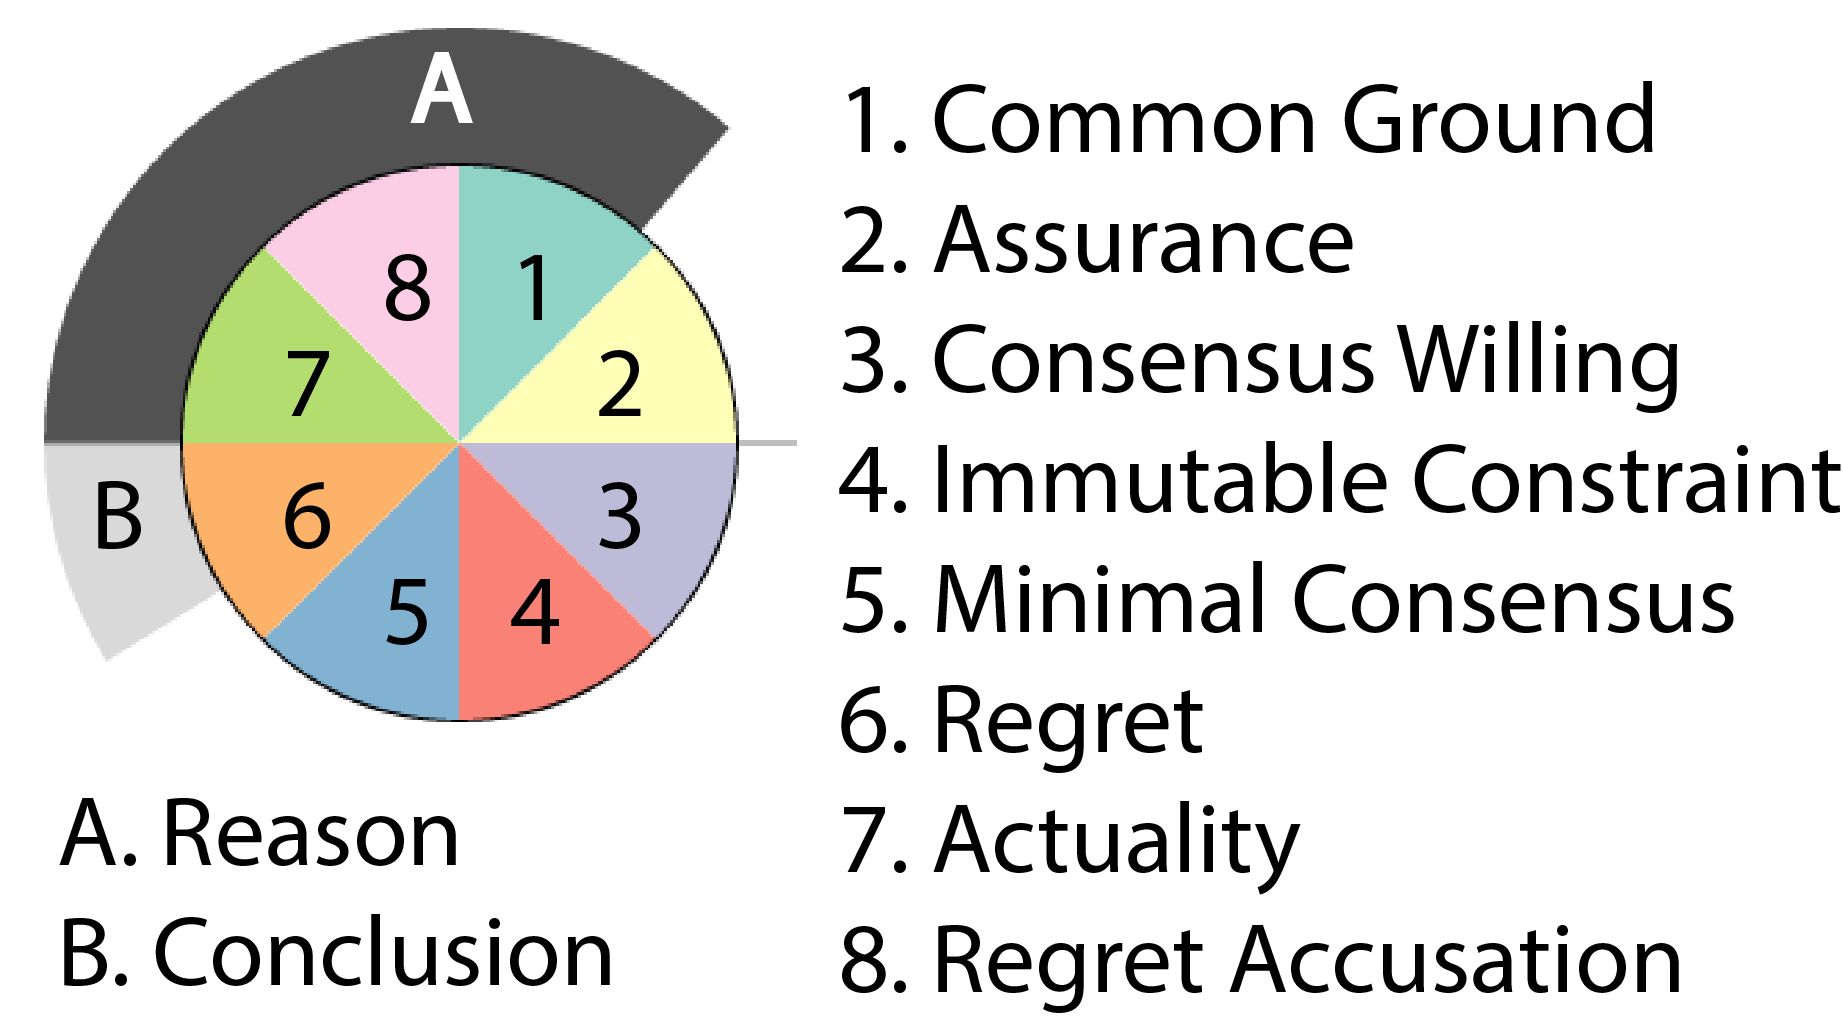 A
8 1
7 2
B 6 3
5 4
A. Reason
B. Conclusion
1. Common Ground
2. Assurance
3. Consensus Willing
4. Immutable Constraint
5. Minimal Consensus
6. Regret
7. Actuality
8. Regret Accusation